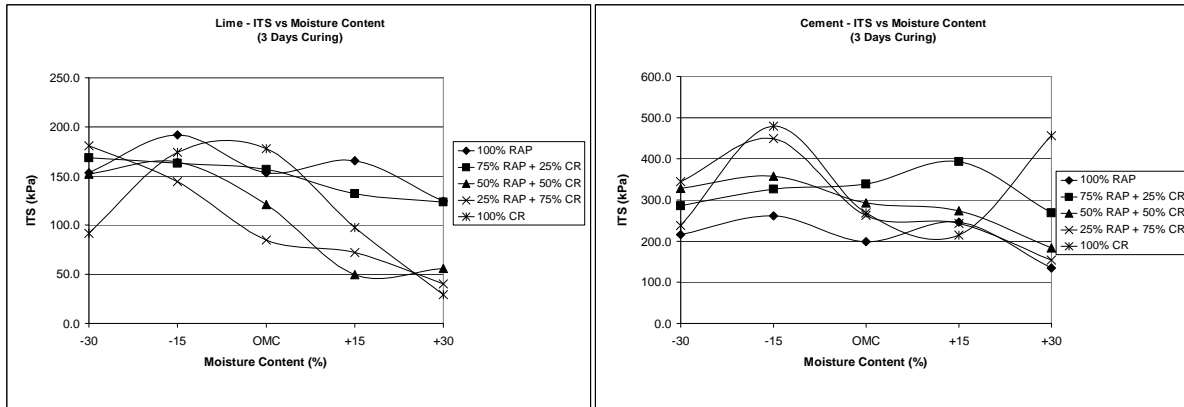 Lime - ITS vs Moisture Content
(3 Days Curing)
250.0
200.0
150.0
100.0
50.0
0.0
ITS (kPa)
-30
-15
OMC
+15
+30
Moisture Content (%)
100% RAP
75% RAP + 25% CR
50% RAP + 50% CR
25% RAP + 75% CR
100% CR
Cement - ITS vs Moisture Content
(3 Days Curing)
600.0
500.0
400.0
300.0
200.0
100.0
0.0
ITS (kPa)
-30
-15
OMC
+15
+30
Moisture Content (%)
100% RAP
75% RAP + 25% CR
50% RAP + 50% CR
25% RAP + 75% CR
100% CR